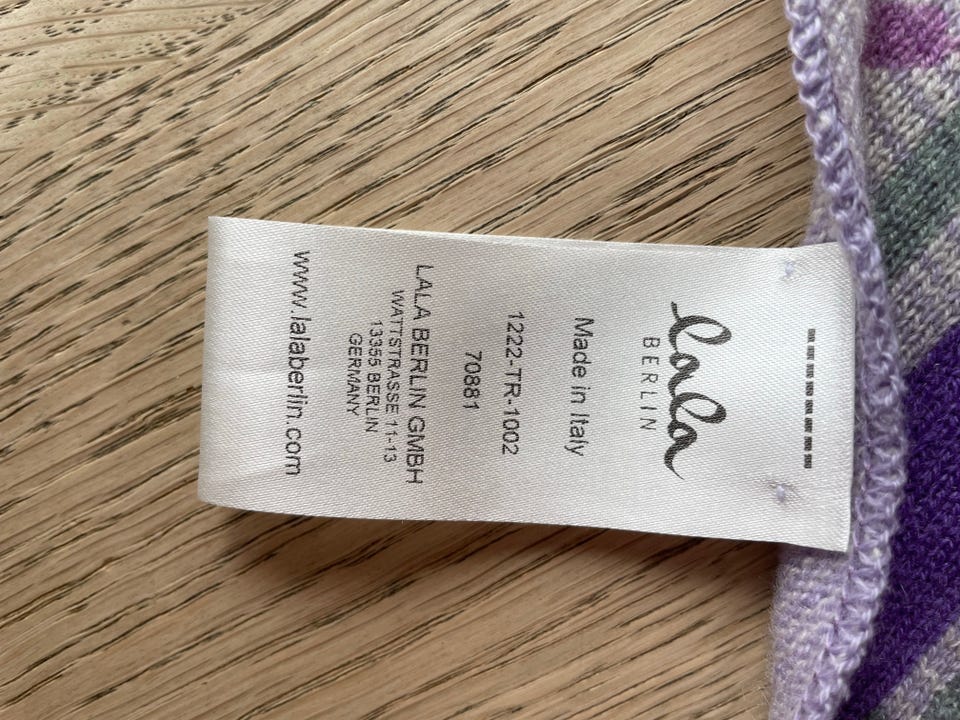 lala
BERLIN
Made in Italy
1222-TR-1002
70881
LALA BERLIN GMBH
WATTSTRASSE 11-13
13355 BERLIN
GERMANY
www.lalaberlin.com